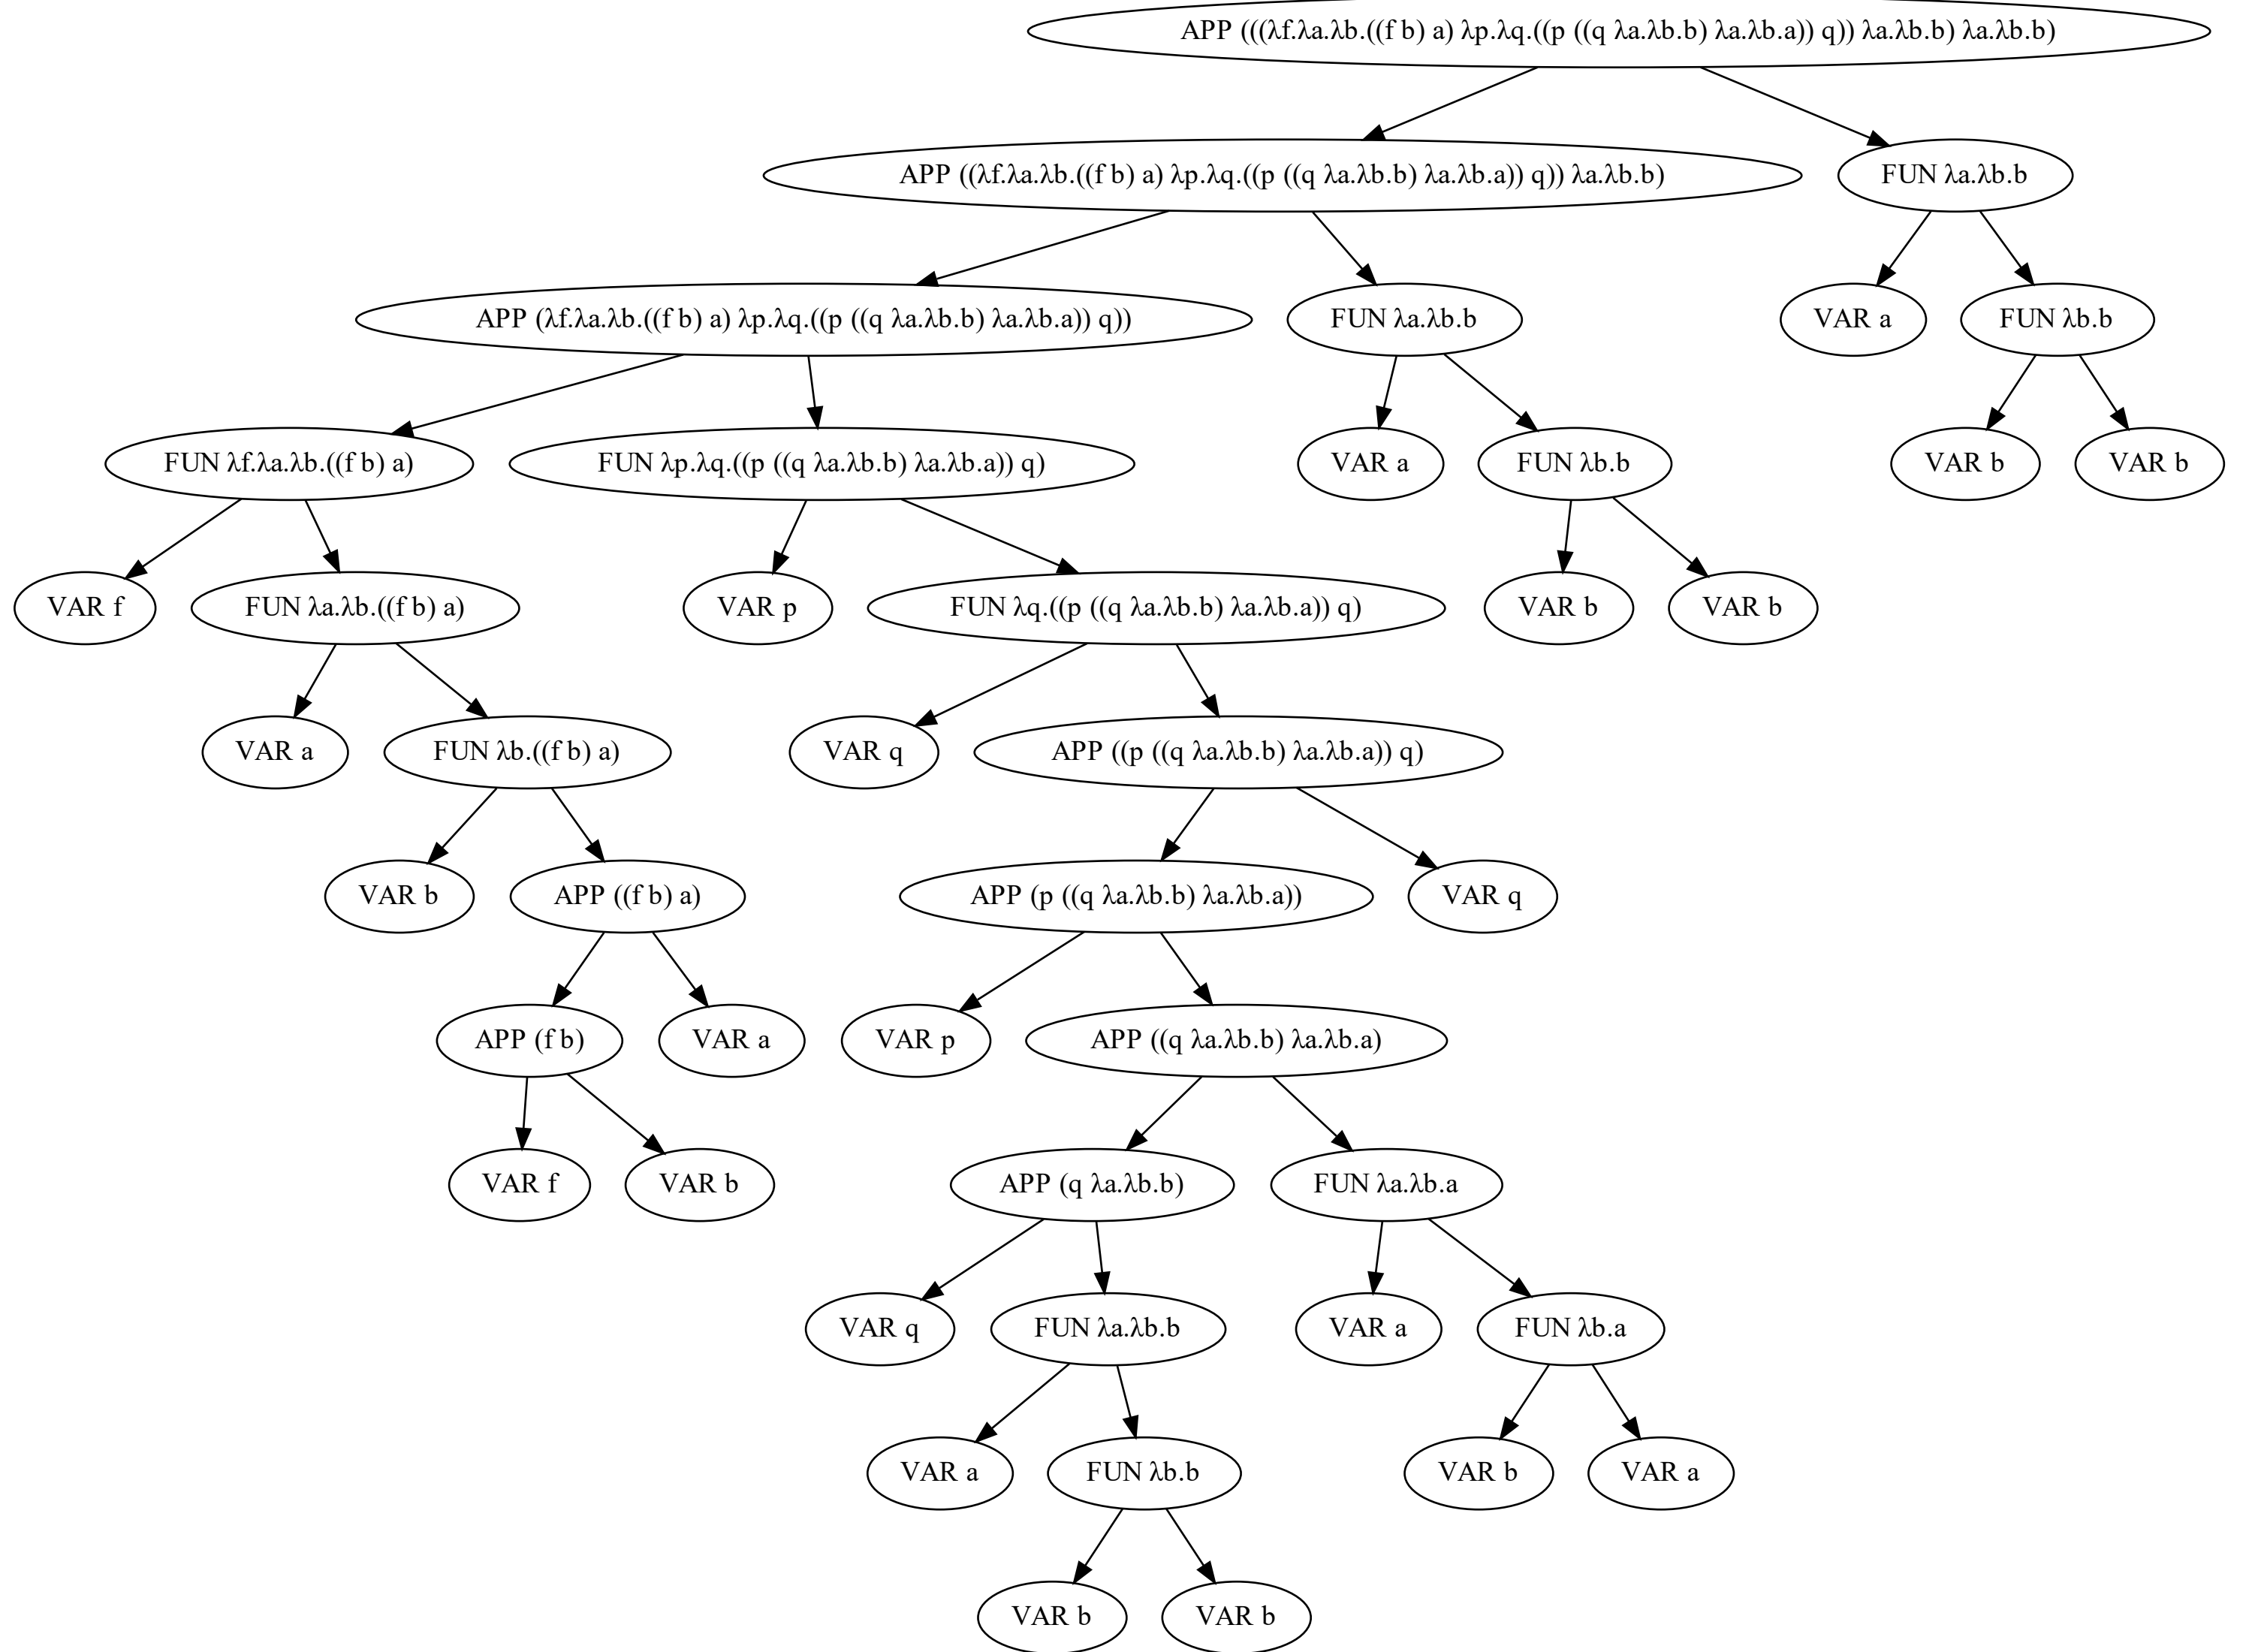 APP (((λf.λa.λb.((f b) a) λp.λq.((p ((q λa.λb.b) λa.λb.a)) q)) λa.λb.b) λa.λb.b)
APP ((λf.λa.λb.((f b) a) λp.λq.((p ((q λa.λb.b) λa.λb.a)) q)) λa.λb.b)
FUN λa.λb.b
APP (λf.λa.λb.((f b) a) λp.λq.((p ((q λa.λb.b) λa.λb.a)) q))
FUN λa.λb.b
VAR a
FUN λb.b
FUN λf.λa.λb.((f b) a)
FUN λp.λq.((p ((q λa.λb.b) λa.λb.a)) q)
VAR a
FUN λb.b
VAR b
VAR b
VAR f
FUN λa.λb.((f b) a)
VAR p
FUN λq.((p ((q λa.λb.b) λa.λb.a)) q)
VAR b
VAR b
VAR a
FUN λb.((f b) a)
VAR q
APP ((p ((q λa.λb.b) λa.λb.a)) q)
VAR b
APP ((f b) a)
APP (p ((q λa.λb.b) λa.λb.a))
VAR q
APP (f b)
VAR a
VAR p
APP ((q λa.λb.b) λa.λb.a)
VAR f
VAR b
APP (q λa.λb.b)
FUN λa.λb.a
VAR q
FUN λa.λb.b
VAR a
FUN λb.a
VAR a
FUN λb.b
VAR b
VAR a
VAR b
VAR b